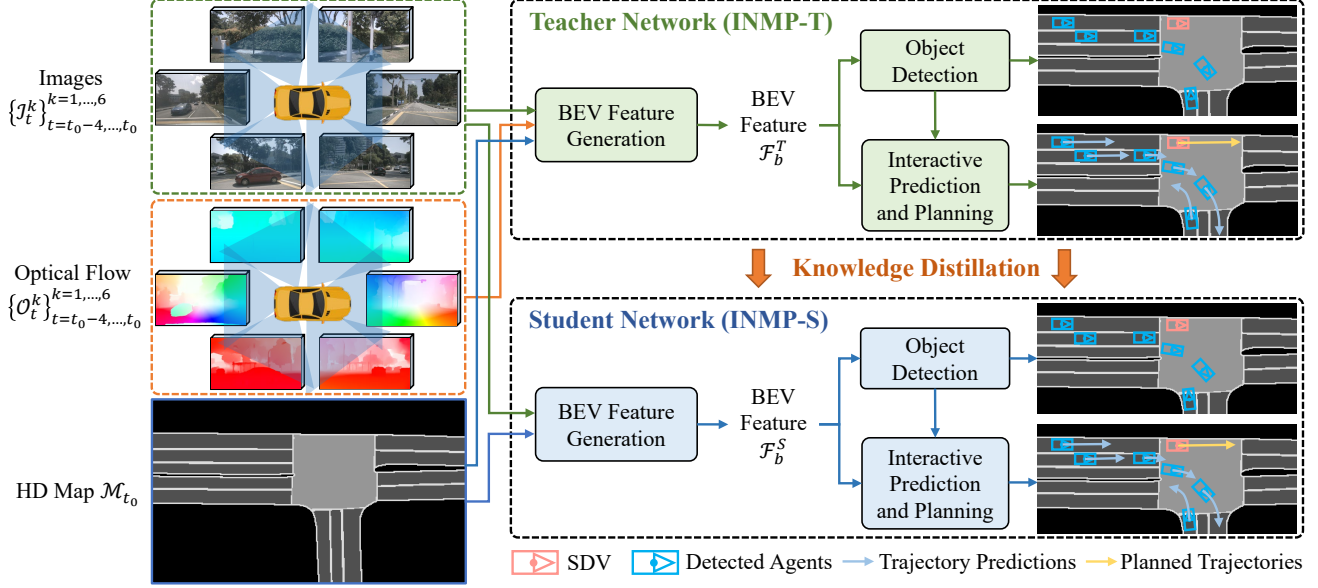 Images
{ℐ_t^k}_{t=t_0−4,…,t_0}^{k=1,…,6}
Optical Flow
{𝒪_t^k}_{t=t_0−4,…,t_0}^{k=1,…,6}
HD Map ℳ_{t_0}
Teacher Network (INMP-T)
BEV Feature
Generation
BEV
Feature
ℱ_b^T
Object
Detection
Interactive
Prediction
and Planning
Knowledge Distillation
Student Network (INMP-S)
BEV Feature
Generation
BEV
Feature
ℱ_b^S
Object
Detection
Interactive
Prediction
and Planning
SDV
Detected Agents
Trajectory Predictions
Planned Trajectories